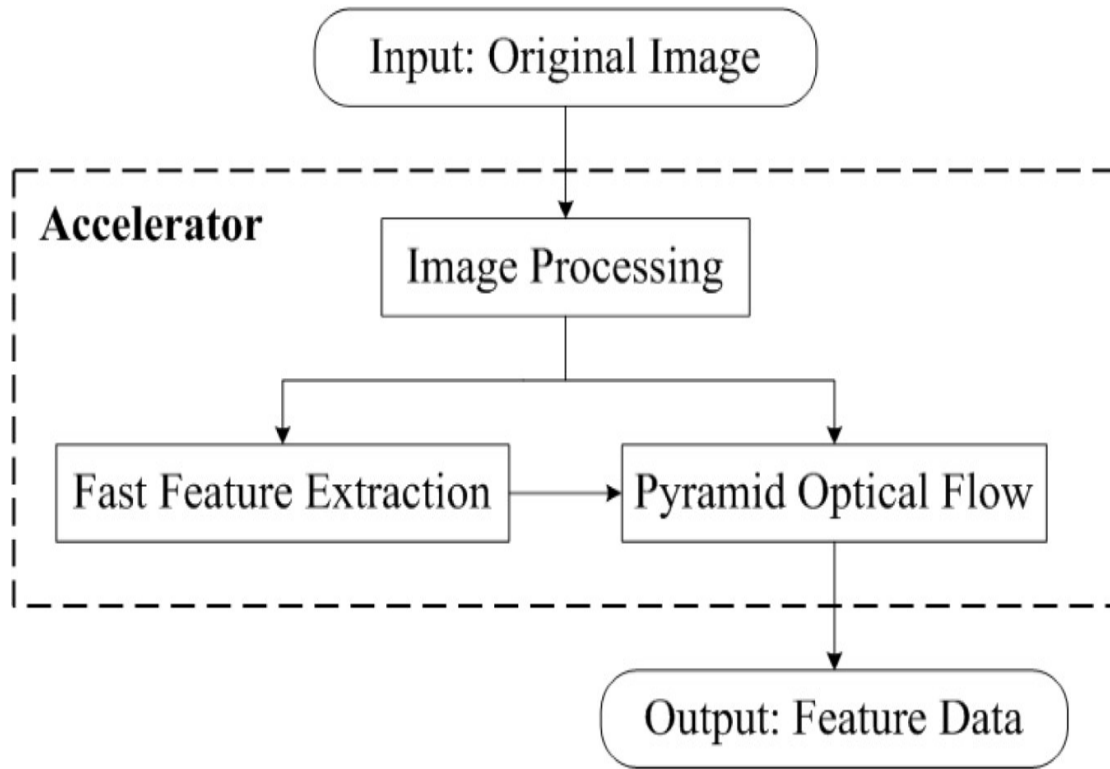 Input: Original Image
Accelerator
Image Processing
Fast Feature Extraction
Pyramid Optical Flow
Output: Feature Data